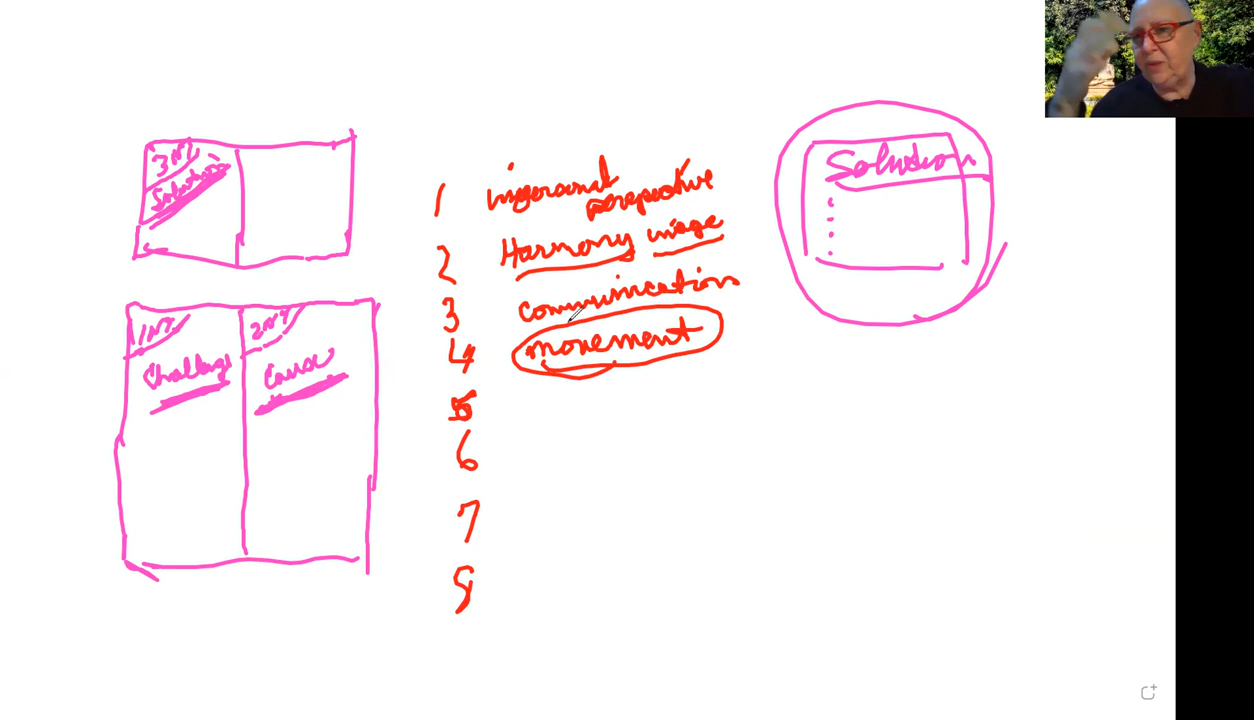 3RD
Solution
1ST
Challenge
2ND
Cause
1
perspective
2 Harmony image
3 communication
4 movement
5
6
7
8
Solution